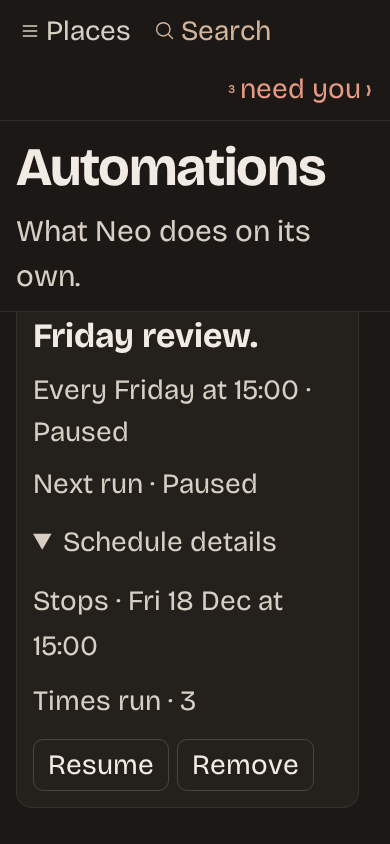 Places Search
3 need you ›
Automations
What Neo does on its
own.
Friday review.
Every Friday at 15:00 ·
Paused
Next run · Paused
▼ Schedule details
Stops · Fri 18 Dec at
15:00
Times run · 3
Resume Remove